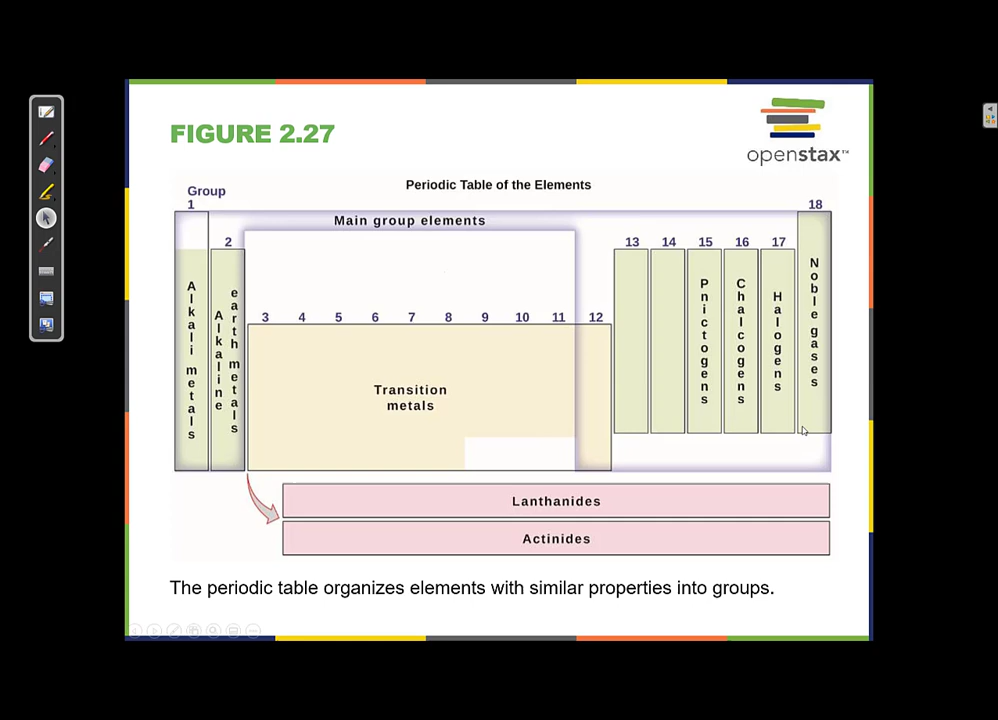 FIGURE 2.27
openstax™
Periodic Table of the Elements
Group
1
18
Main group elements
2
13 14 15 16 17
3 4 5 6 7 8 9 10 11 12
Alkali metals
Alkaline
earth metals
Transition
metals
Pnictogens
Chalcogens
Halogens
Noble gases
Lanthanides
Actinides
The periodic table organizes elements with similar properties into groups.